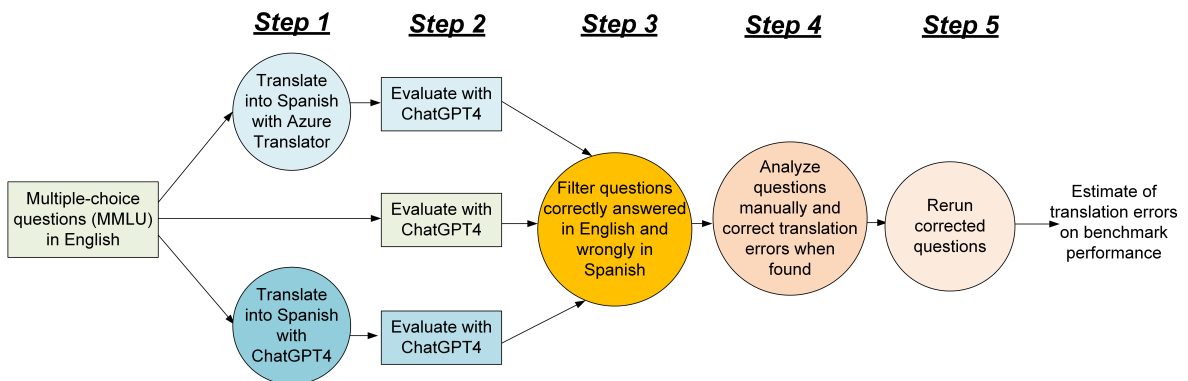 Step 1
Step 2
Step 3
Step 4
Step 5
Translate
into Spanish
with Azure
Translator
Evaluate with
ChatGPT4
Multiple-choice
questions (MMLU)
in English
Evaluate with
ChatGPT4
Translate
into Spanish
with
ChatGPT4
Evaluate with
ChatGPT4
Filter questions
correctly answered
in English and
wrongly in
Spanish
Analyze
questions
manually and
correct translation
errors when
found
Rerun
corrected
questions
Estimate of
translation errors
on benchmark
performance